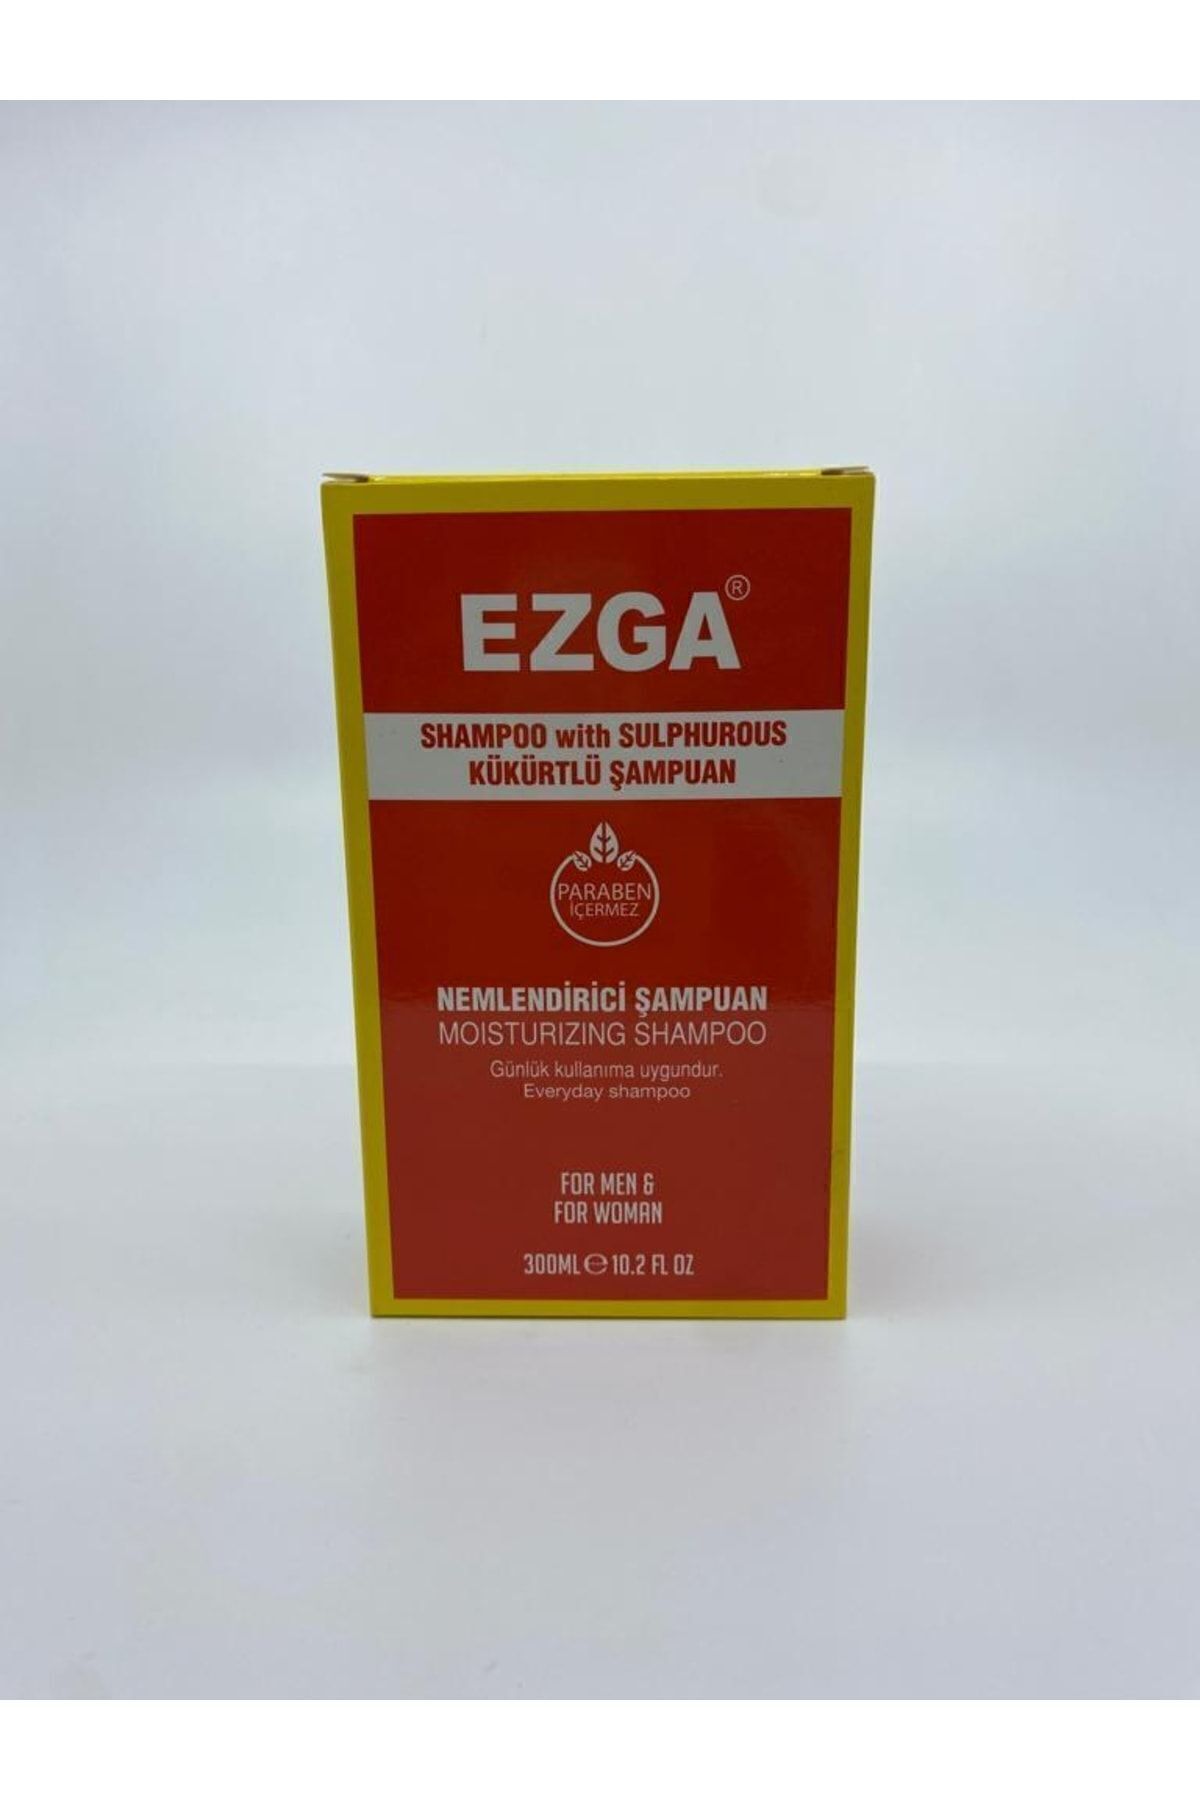 EZGA®
SHAMPOO with SULPHUROUS
KÜKÜRTLÜ ŞAMPUAN
PARABEN
İÇERMEZ
NEMLENDİRİCİ ŞAMPUAN
MOISTURIZING SHAMPOO
Günlük kullanıma uygundur.
Everyday shampoo
FOR MEN &
FOR WOMAN
300ML ℮ 10.2 FL OZ